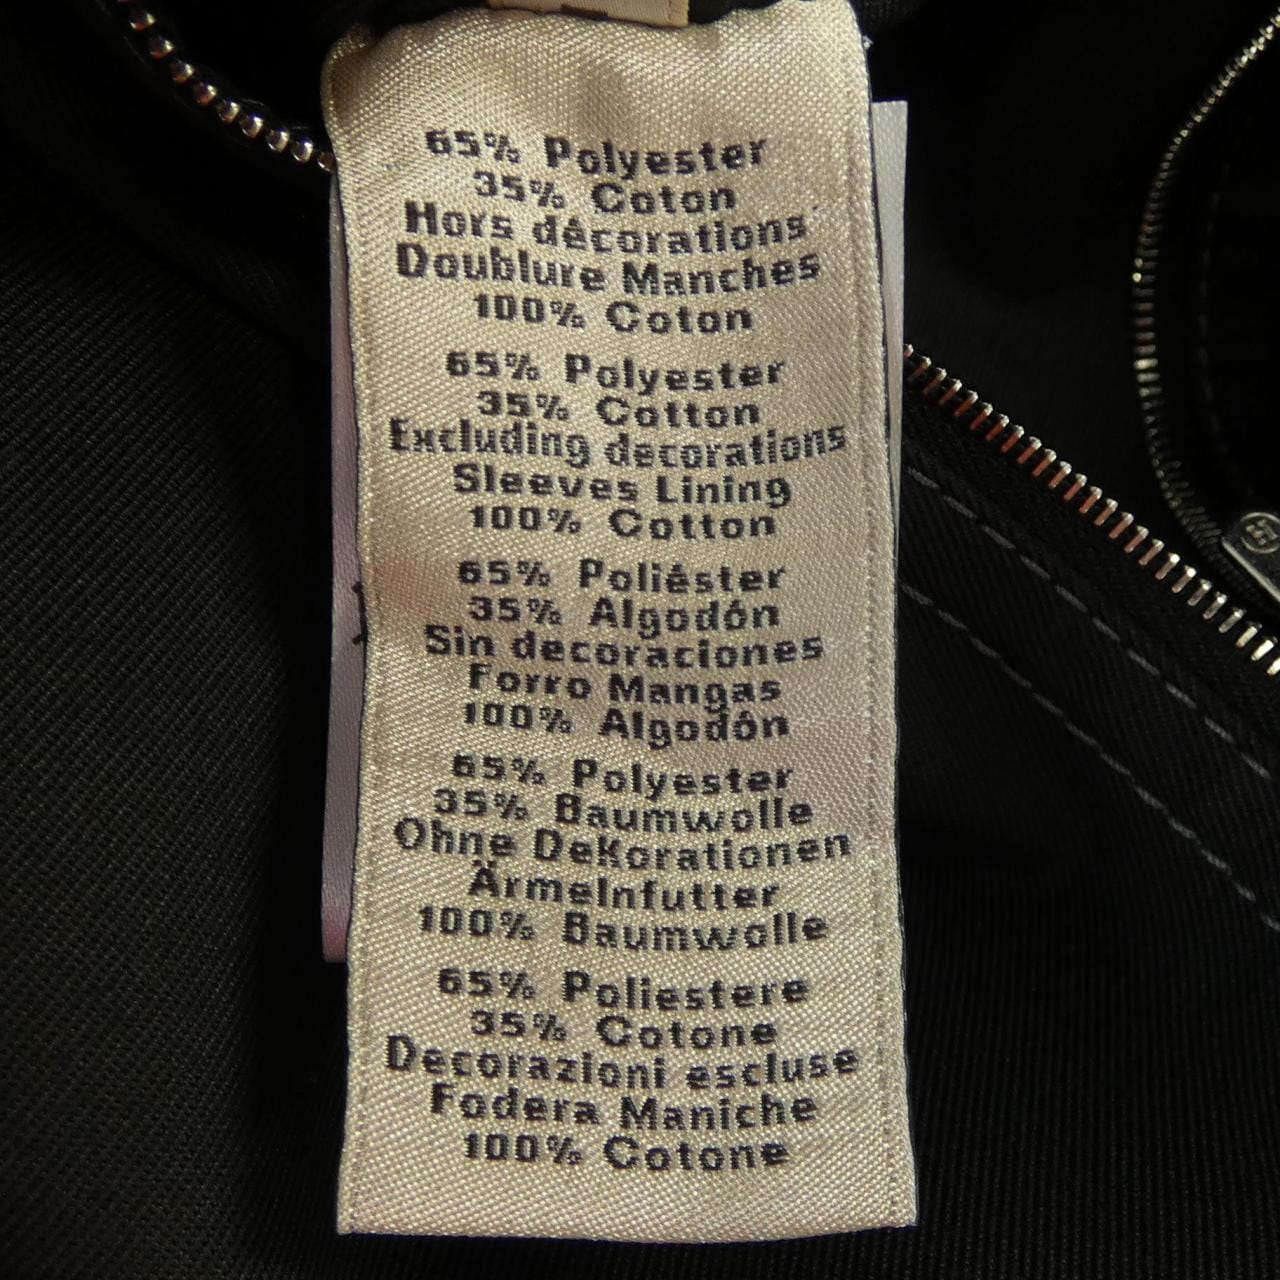 65% Polyester
35% Coton
Hors décorations
Doublure Manches
100% Coton
65% Polyester
35% Cotton
Excluding decorations
Sleeves Lining
100% Cotton
65% Poliéster
35% Algodón
Sin decoraciones
Forro Mangas
100% Algodón
65% Polyester
35% Baumwolle
Ohne DeKorationen
Ärmelnfutter
100% Baumwolle
65% Poliestere
35% Cotone
Decorazioni escluse
Fodera Maniche
100% Cotone